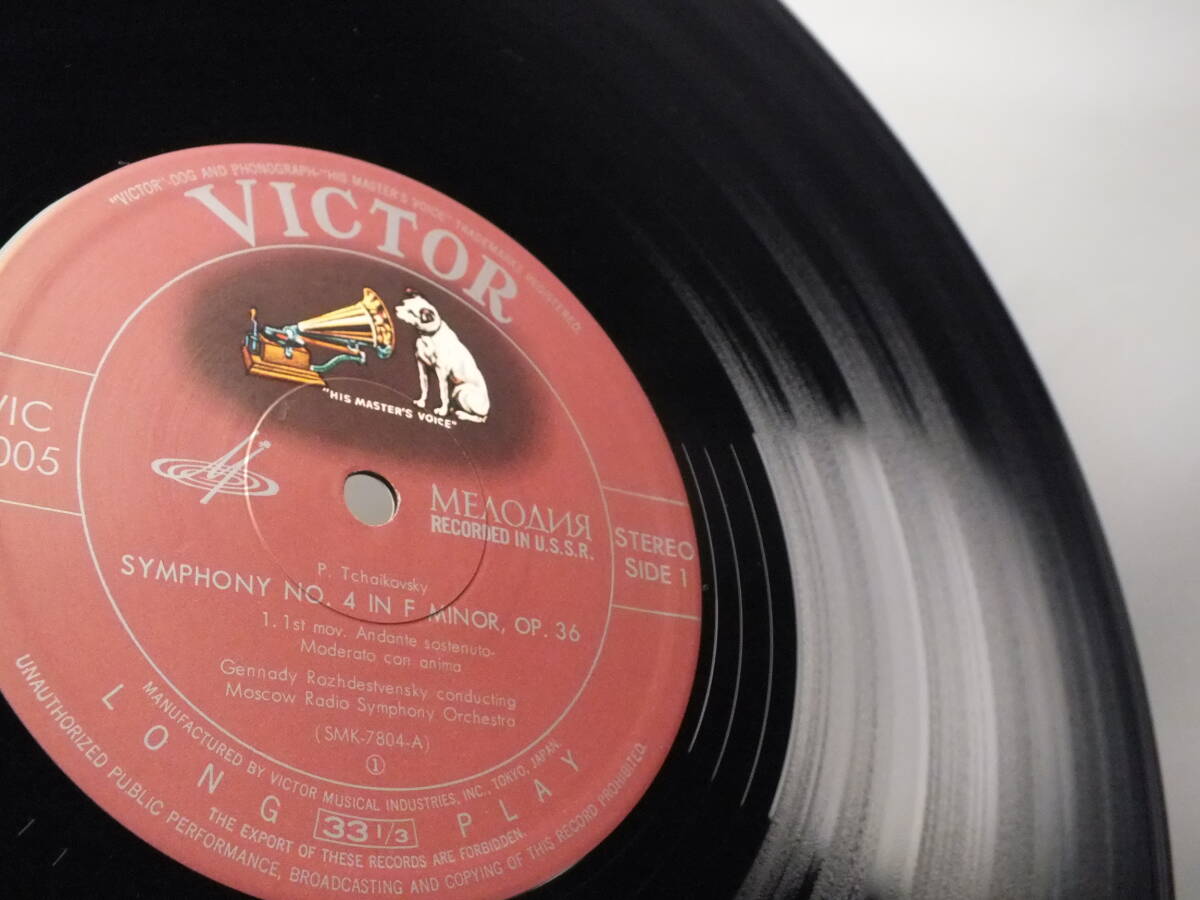 "VICTOR"-DOG AND PHONOGRAPH-"HIS MASTER'S VOICE" TRADEMARKS REGISTERED.
VICTOR
"HIS MASTER'S VOICE"
VIC
005
МЕЛОДИЯ
RECORDED IN U.S.S.R.
STEREO
SIDE 1
P. Tchaikavsky
SYMPHONY NO. 4 IN F MINOR, OP. 36
1. 1st mov. Andante sostenuto-
Moderato con anima
Gennady Rozhdestvensky conducting
Moscow Radio Symphony Orchestra
(SMK-7804-A)
1
LONG PLAY
33 1/3
MANUFACTURED BY VICTOR MUSICAL INDUSTRIES, INC., TOKYO, JAPAN.
THE EXPORT OF THESE RECORDS ARE FORBIDDEN.
UNAUTHORIZED PUBLIC PERFORMANCE, BROADCASTING AND COPYING OF THIS RECORD PROHIBITED.